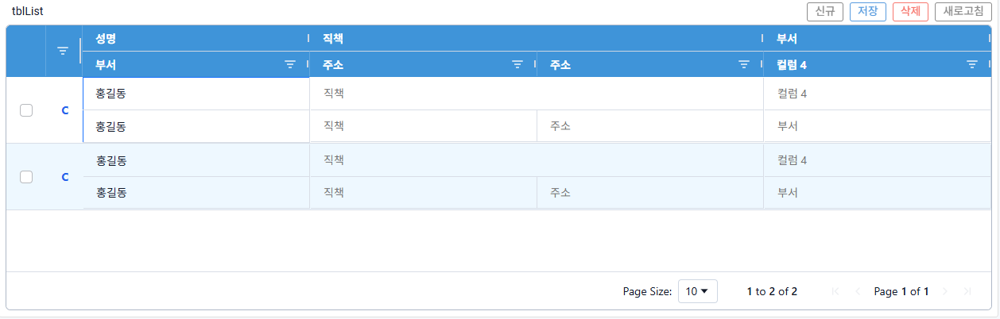 tblList 신규 저장 삭제 새로고침
성명 직책 부서
부서 주소 주소 컬럼 4
홍길동 직책 컬럼 4
C
홍길동 직책 주소 부서
홍길동 직책 컬럼 4
C
홍길동 직책 주소 부서
Page Size: 10 1 to 2 of 2 Page 1 of 1